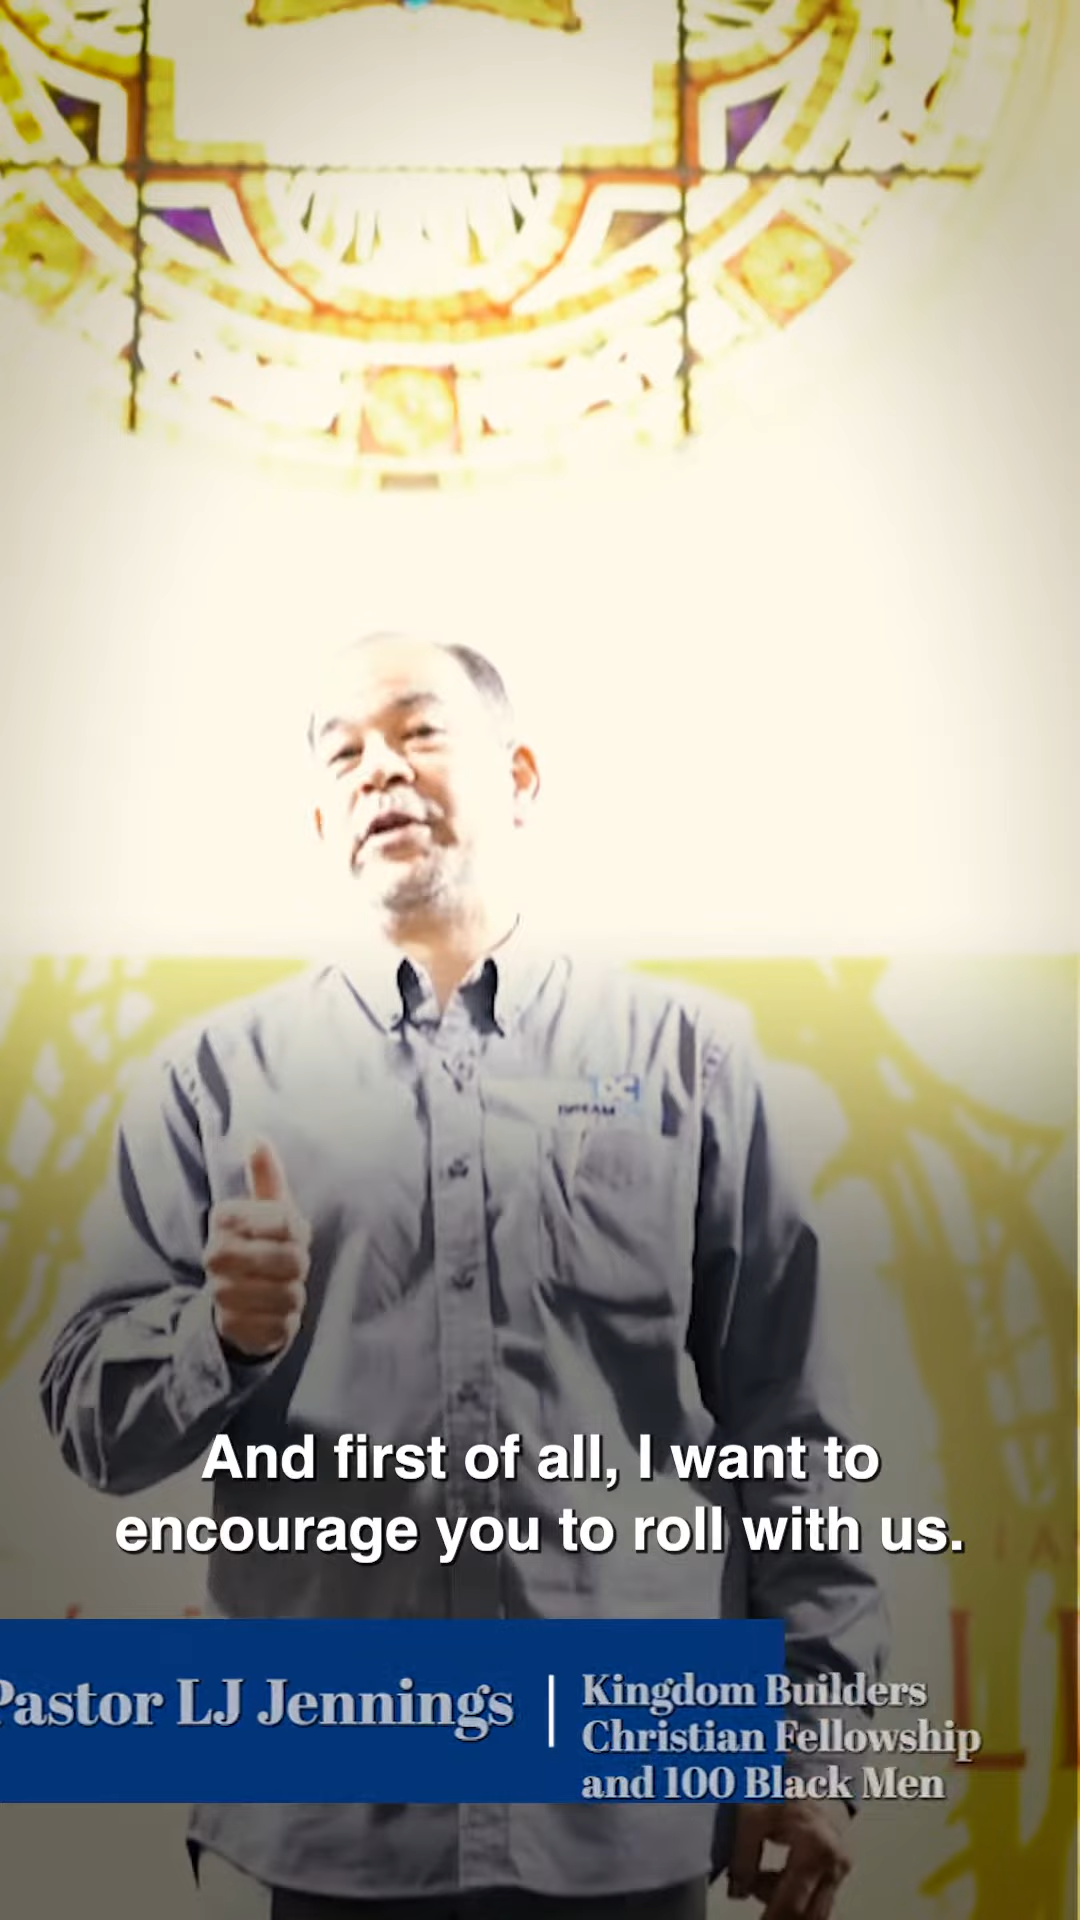 And first of all, I want to
encourage you to roll with us.
Pastor LJ Jennings
Kingdom Builders
Christian Fellowship
and 100 Black Men